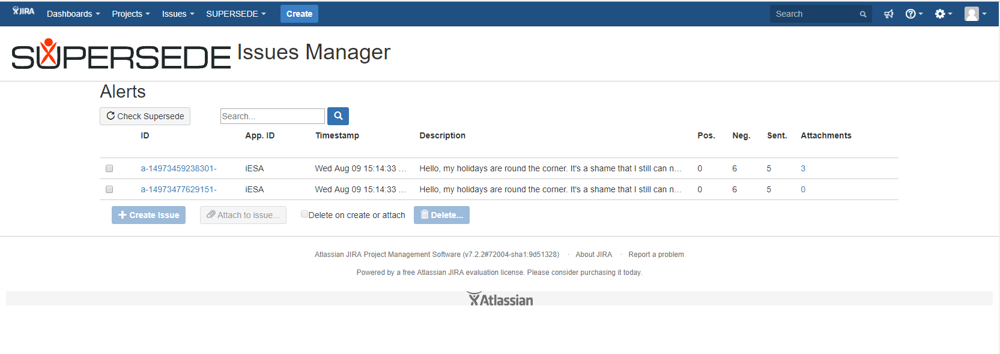 JIRA Dashboards Projects Issues SUPERSEDE Create Search
SUPERSEDE Issues Manager
Alerts
Check Supersede Search...
ID App. ID Timestamp Description Pos. Neg. Sent. Attachments
a-14973459238301- iESA Wed Aug 09 15:14:33 ... Hello, my holidays are round the corner. It's a shame that I still can n... 0 6 5 3
a-14973477629151- iESA Wed Aug 09 15:14:33 ... Hello, my holidays are round the corner. It's a shame that I still can n... 0 6 5 0
Create Issue Attach to issue... Delete on create or attach Delete...
Atlassian JIRA Project Management Software (v7.2.2#72004-sha1:9d51328) · About JIRA · Report a problem
Powered by a free Atlassian JIRA evaluation license. Please consider purchasing it today.
Atlassian